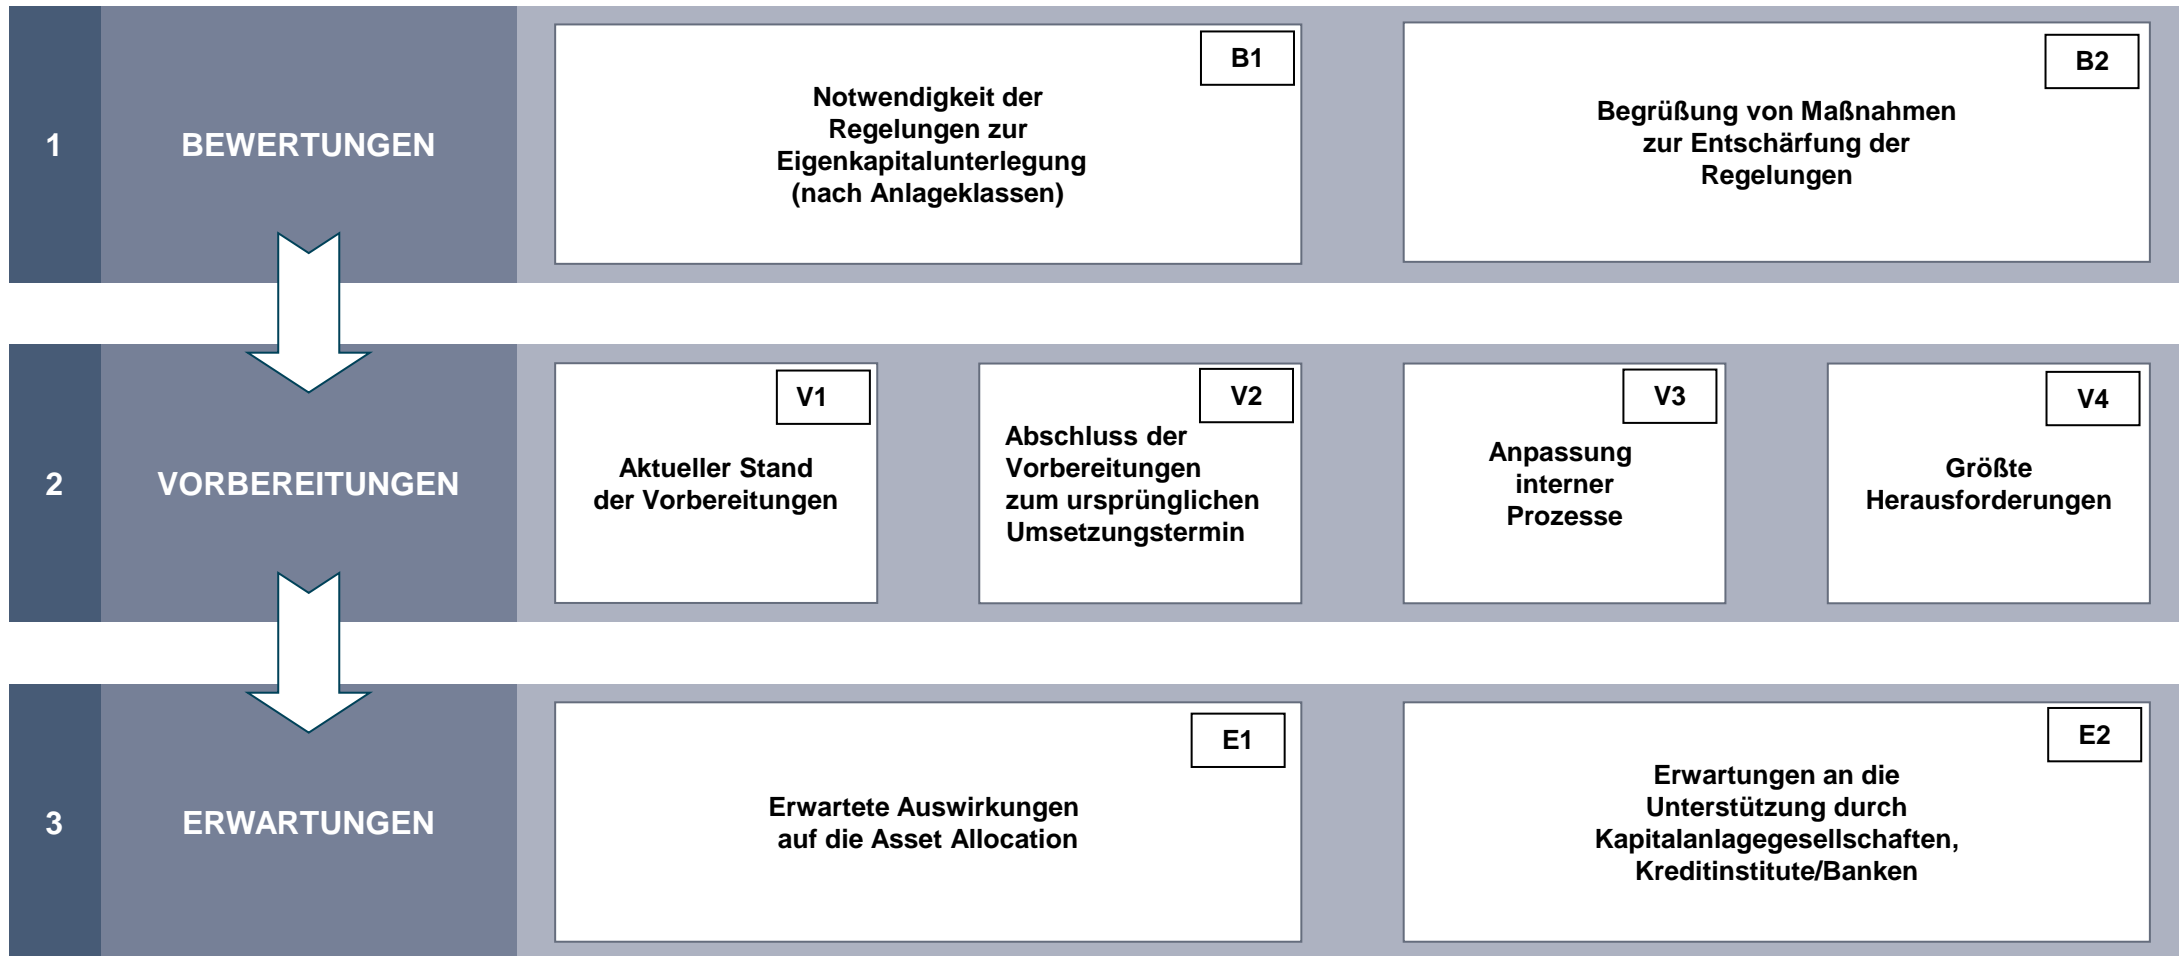 1
BEWERTUNGEN
B1
Notwendigkeit der
Regelungen zur
Eigenkapitalunterlegung
(nach Anlageklassen)
B2
Begrüßung von Maßnahmen
zur Entschärfung der
Regelungen
2
VORBEREITUNGEN
V1
Aktueller Stand
der Vorbereitungen
V2
Abschluss der
Vorbereitungen
zum ursprünglichen
Umsetzungstermin
V3
Anpassung
interner
Prozesse
V4
Größte
Herausforderungen
3
ERWARTUNGEN
E1
Erwartete Auswirkungen
auf die Asset Allocation
E2
Erwartungen an die
Unterstützung durch
Kapitalanlagegesellschaften,
Kreditinstitute/Banken